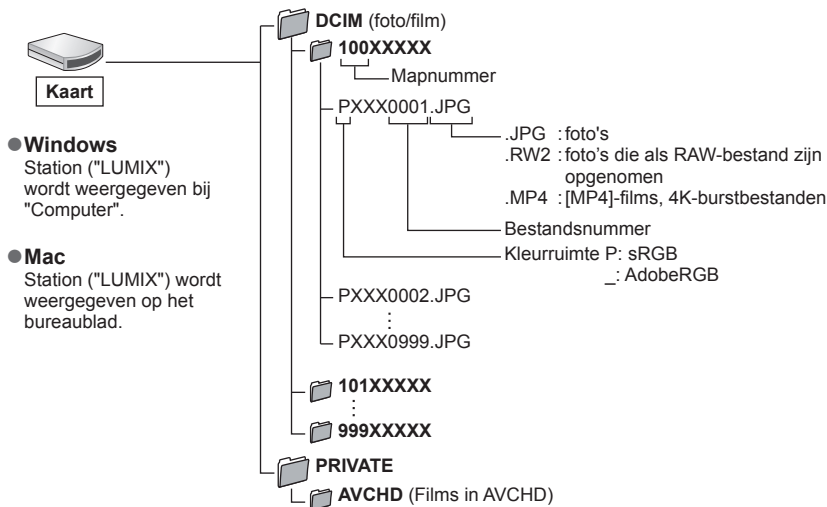 DCIM (foto/film)
100XXXXX
Mapnummer
Kaart
PXXX0001.JPG
.JPG : foto's
.RW2 : foto's die als RAW-bestand zijn
opgenomen
.MP4 : [MP4]-films, 4K-burstbestanden
Bestandsnummer
Kleurruimte P: sRGB
_: AdobeRGB
●Windows
Station ("LUMIX")
wordt weergegeven bij
"Computer".
●Mac
Station ("LUMIX") wordt
weergegeven op het
bureaublad.
PXXX0002.JPG
⋮
PXXX0999.JPG
101XXXXX
⋮
999XXXXX
PRIVATE
AVCHD (Films in AVCHD)